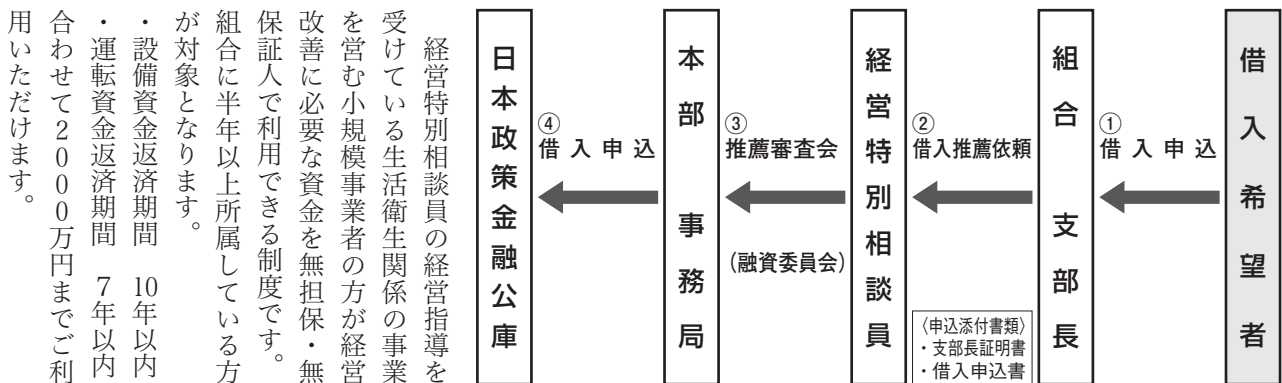 借入希望者
①
借入申込
組合 支部長
②
借入推薦依頼
〈申込添付書類〉
・支部長証明書
・借入申込書
経営特別相談員
③
推薦審査会
(融資委員会)
本部 事務局
④
借入申込
日本政策金融公庫
経営特別相談員の経営指導を
受けている生活衛生関係の事業
を営む小規模事業者の方が経営
改善に必要な資金を無担保・無
保証人で利用できる制度です。
組合に半年以上所属している方
が対象となります。
・設備資金返済期間 10年以内
・運転資金返済期間 7年以内
合わせて2000万円までご利
用いただけます。